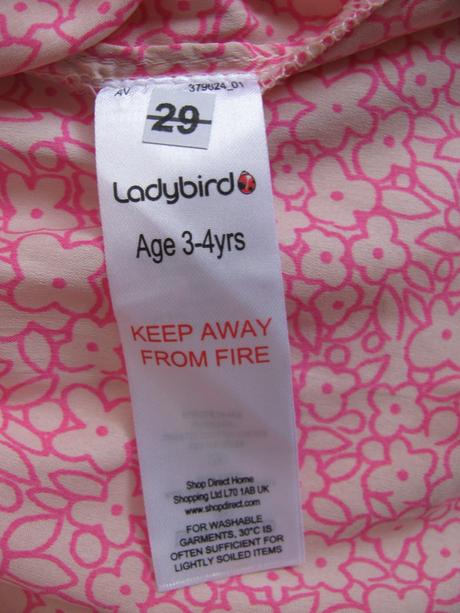 AV 379624_01
29
Ladybird
Age 3-4yrs
KEEP AWAY
FROM FIRE
Shop Direct Home
Shopping Ltd L70 1AB UK
www.shopdirect.com
FOR WASHABLE
GARMENTS, 30°C IS
OFTEN SUFFICIENT FOR
LIGHTLY SOILED ITEMS